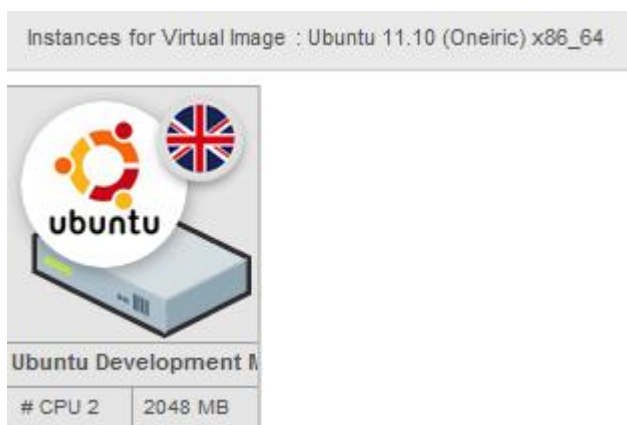 Instances for Virtual Image : Ubuntu 11.10 (Oneiric) x86_64
ubuntu
Ubuntu Development
# CPU 2 2048 MB